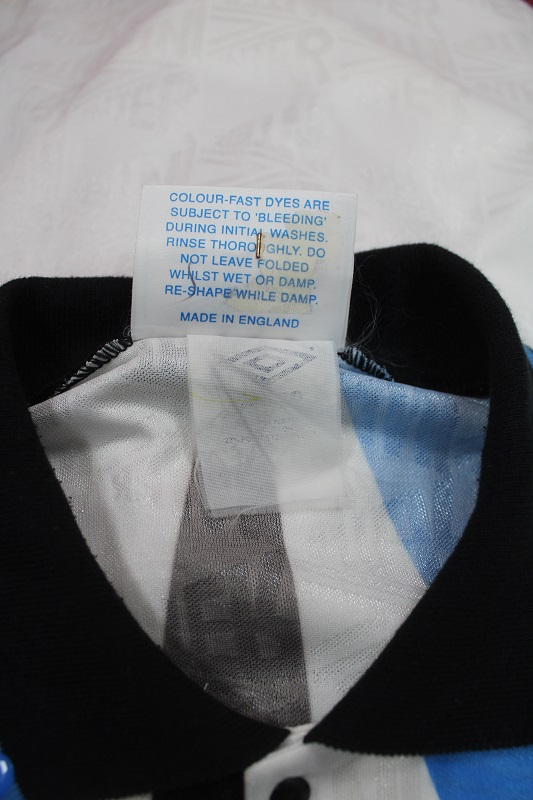 COLOUR-FAST DYES ARE
SUBJECT TO 'BLEEDING'
DURING INITIAL WASHES.
RINSE THOROUGHLY. DO
NOT LEAVE FOLDED
WHILST WET OR DAMP.
RE-SHAPE WHILE DAMP.
MADE IN ENGLAND